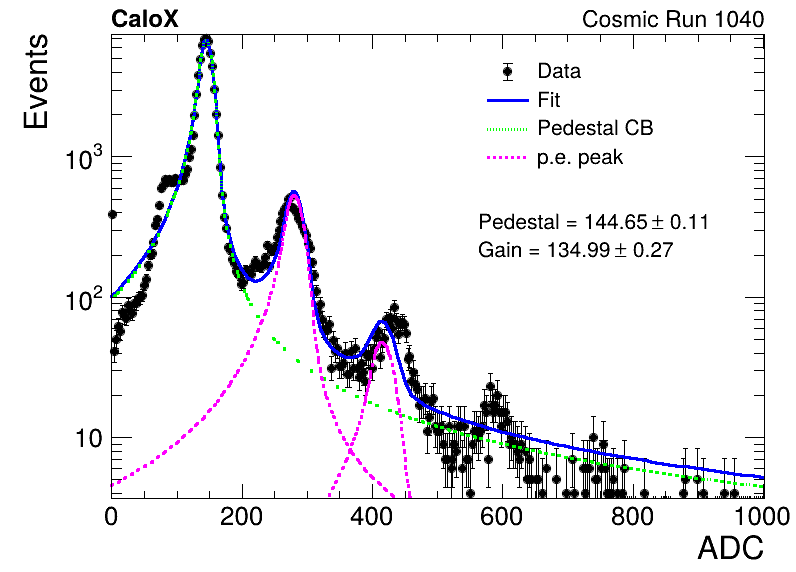 CaloX Cosmic Run 1040
Events
Data
Fit
Pedestal CB
p.e. peak
Pedestal = 144.65 ± 0.11
Gain = 134.99 ± 0.27
10³
10²
10
0 200 400 600 800 1000
ADC